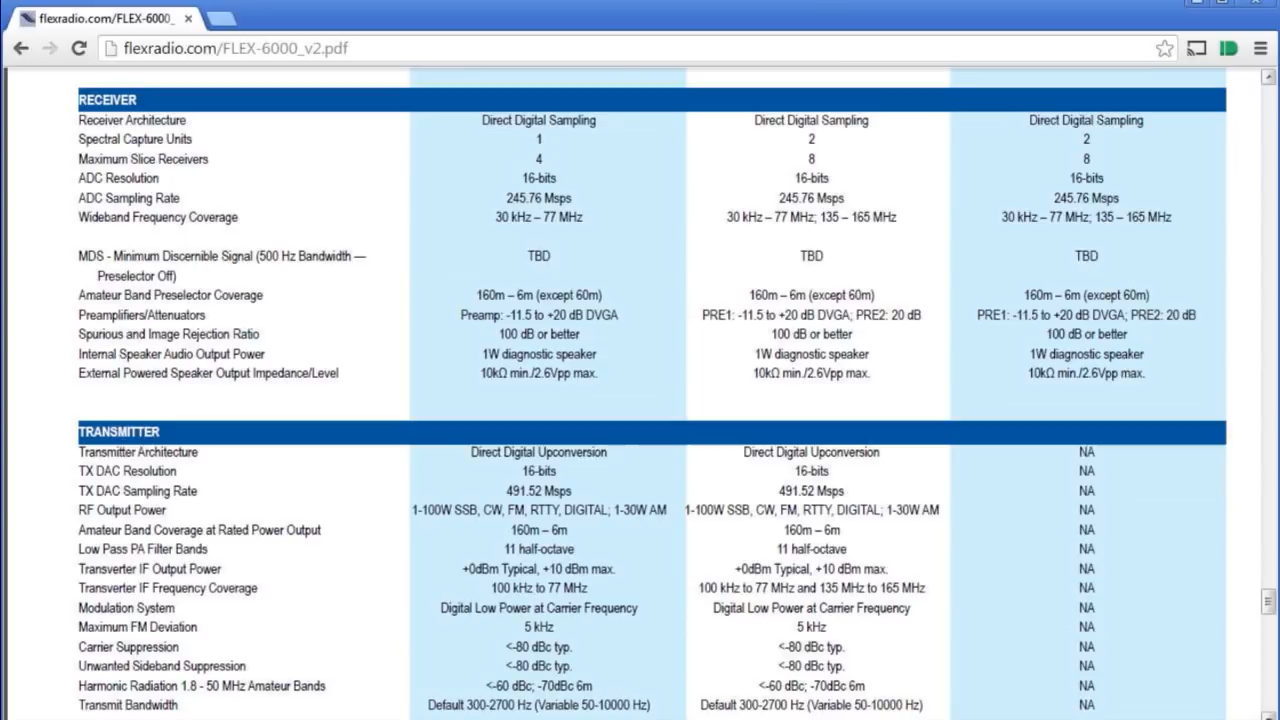 flexradio.com/FLEX-6000_
flexradio.com/FLEX-6000_v2.pdf
RECEIVER
Receiver Architecture Direct Digital Sampling Direct Digital Sampling Direct Digital Sampling
Spectral Capture Units 1 2 2
Maximum Slice Receivers 4 8 8
ADC Resolution 16-bits 16-bits 16-bits
ADC Sampling Rate 245.76 Msps 245.76 Msps 245.76 Msps
Wideband Frequency Coverage 30 kHz – 77 MHz 30 kHz – 77 MHz; 135 – 165 MHz 30 kHz – 77 MHz; 135 – 165 MHz
MDS - Minimum Discernible Signal (500 Hz Bandwidth — TBD TBD TBD
Preselector Off)
Amateur Band Preselector Coverage 160m – 6m (except 60m) 160m – 6m (except 60m) 160m – 6m (except 60m)
Preamplifiers/Attenuators Preamp: -11.5 to +20 dB DVGA PRE1: -11.5 to +20 dB DVGA; PRE2: 20 dB PRE1: -11.5 to +20 dB DVGA; PRE2: 20 dB
Spurious and Image Rejection Ratio 100 dB or better 100 dB or better 100 dB or better
Internal Speaker Audio Output Power 1W diagnostic speaker 1W diagnostic speaker 1W diagnostic speaker
External Powered Speaker Output Impedance/Level 10kΩ min./2.6Vpp max. 10kΩ min./2.6Vpp max. 10kΩ min./2.6Vpp max.
TRANSMITTER
Transmitter Architecture Direct Digital Upconversion Direct Digital Upconversion NA
TX DAC Resolution 16-bits 16-bits NA
TX DAC Sampling Rate 491.52 Msps 491.52 Msps NA
RF Output Power 1-100W SSB, CW, FM, RTTY, DIGITAL; 1-30W AM 1-100W SSB, CW, FM, RTTY, DIGITAL; 1-30W AM NA
Amateur Band Coverage at Rated Power Output 160m – 6m 160m – 6m NA
Low Pass PA Filter Bands 11 half-octave 11 half-octave NA
Transverter IF Output Power +0dBm Typical, +10 dBm max. +0dBm Typical, +10 dBm max. NA
Transverter IF Frequency Coverage 100 kHz to 77 MHz 100 kHz to 77 MHz and 135 MHz to 165 MHz NA
Modulation System Digital Low Power at Carrier Frequency Digital Low Power at Carrier Frequency NA
Maximum FM Deviation 5 kHz 5 kHz NA
Carrier Suppression <-80 dBc typ. <-80 dBc typ. NA
Unwanted Sideband Suppression <-80 dBc typ. <-80 dBc typ. NA
Harmonic Radiation 1.8 - 50 MHz Amateur Bands <-60 dBc; -70dBc 6m <-60 dBc; -70dBc 6m NA
Transmit Bandwidth Default 300-2700 Hz (Variable 50-10000 Hz) Default 300-2700 Hz (Variable 50-10000 Hz) NA